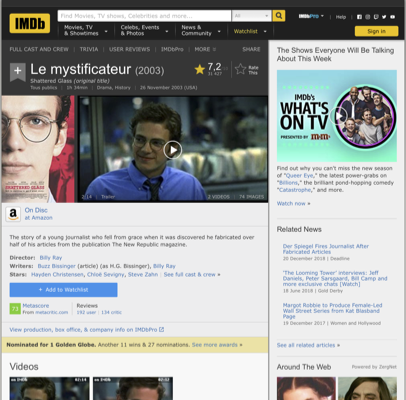 IMDb
Find Movies, TV shows, Celebrities and more...
All
IMDbPro
Help
Movies, TV & Showtimes
Celebs, Events & Photos
News & Community
Watchlist
Sign in
FULL CAST AND CREW | TRIVIA | USER REVIEWS | IMDbPro | MORE
SHARE
Le mystificateur (2003)
Shattered Glass (original title)
Tous publics | 1h 34min | Drama, History | 26 November 2003 (USA)
7,2
Rate This
SHATTERED GLASS
2:14 | Trailer
2 VIDEOS | 74 IMAGES
On Disc
at Amazon
The story of a young journalist who fell from grace when it was discovered he fabricated over
half of his articles from the publication The New Republic magazine.
Director: Billy Ray
Writers: Buzz Bissinger (article) (as H.G. Bissinger), Billy Ray
Stars: Hayden Christensen, Chloë Sevigny, Steve Zahn | See full cast & crew »
+ Add to Watchlist
Metascore
From metacritic.com
Reviews
192 user | 134 critic
View production, box office, & company info on IMDbPro
Nominated for 1 Golden Globe. Another 11 wins & 27 nominations. See more awards »
Videos
The Shows Everyone Will Be Talking
About This Week
IMDb's
WHAT'S
ON TV
PRESENTED BY
Find out why you can't miss the new season
of "Queer Eye," the latest power-grabs on
"Billions," the brilliant pond-hopping comedy
"Catastrophe," and more.
Watch now »
Related News
Der Spiegel Fires Journalist After
Fabricated Articles
20 December 2018 | Deadline
'The Looming Tower' interviews: Jeff
Daniels, Peter Sarsgaard, Bill Camp and
more exclusive chats [Watch]
18 June 2018 | Gold Derby
Margot Robbie to Produce Female-Led
Wall Street Series from Kat Blasband
Page
19 December 2017 | Women and Hollywood
See all related articles »
Around The Web
Powered by ZergNet